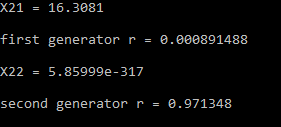 X21 = 16.3081
first generator r = 0.000891488
X22 = 5.85999e-317
second generator r = 0.971348